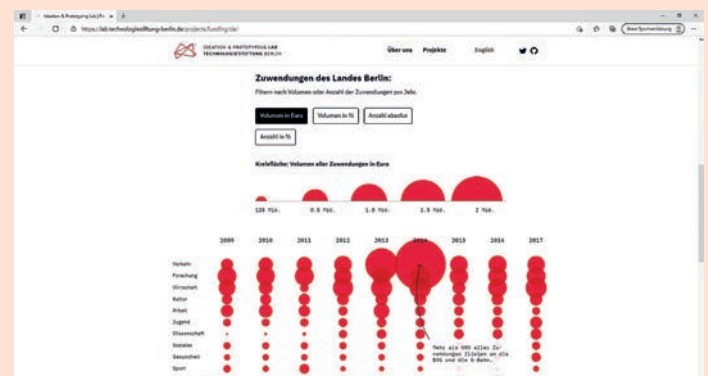 Ideation & Prototyping Lab | Te
https://lab.technologiestiftung-berlin.de/projects/funding/de/
IDEATION & PROTOTYPING LAB
TECHNOLOGIESTIFTUNG BERLIN
Über uns Projekte English
Zuwendungen des Landes Berlin:
Filtern nach Volumen oder Anzahl der Zuwendungen pro Jahr.
Volumen in Euro Volumen in % Anzahl absolut
Anzahl in %
Kreisfläche: Volumen aller Zuwendungen in Euro
120 Mio. 0.5 Mrd. 1.0 Mrd. 1.5 Mrd. 2 Mrd.
2009 2010 2011 2012 2013 2014 2015 2016 2017
Verkehr
Forschung
Wirtschaft
Kultur
Arbeit
Jugend
Wissenschaft
Soziales
Gesundheit
Sport
Mehr als 40% aller Zu-
wendungen fließen an die
BVG und die S-Bahn.